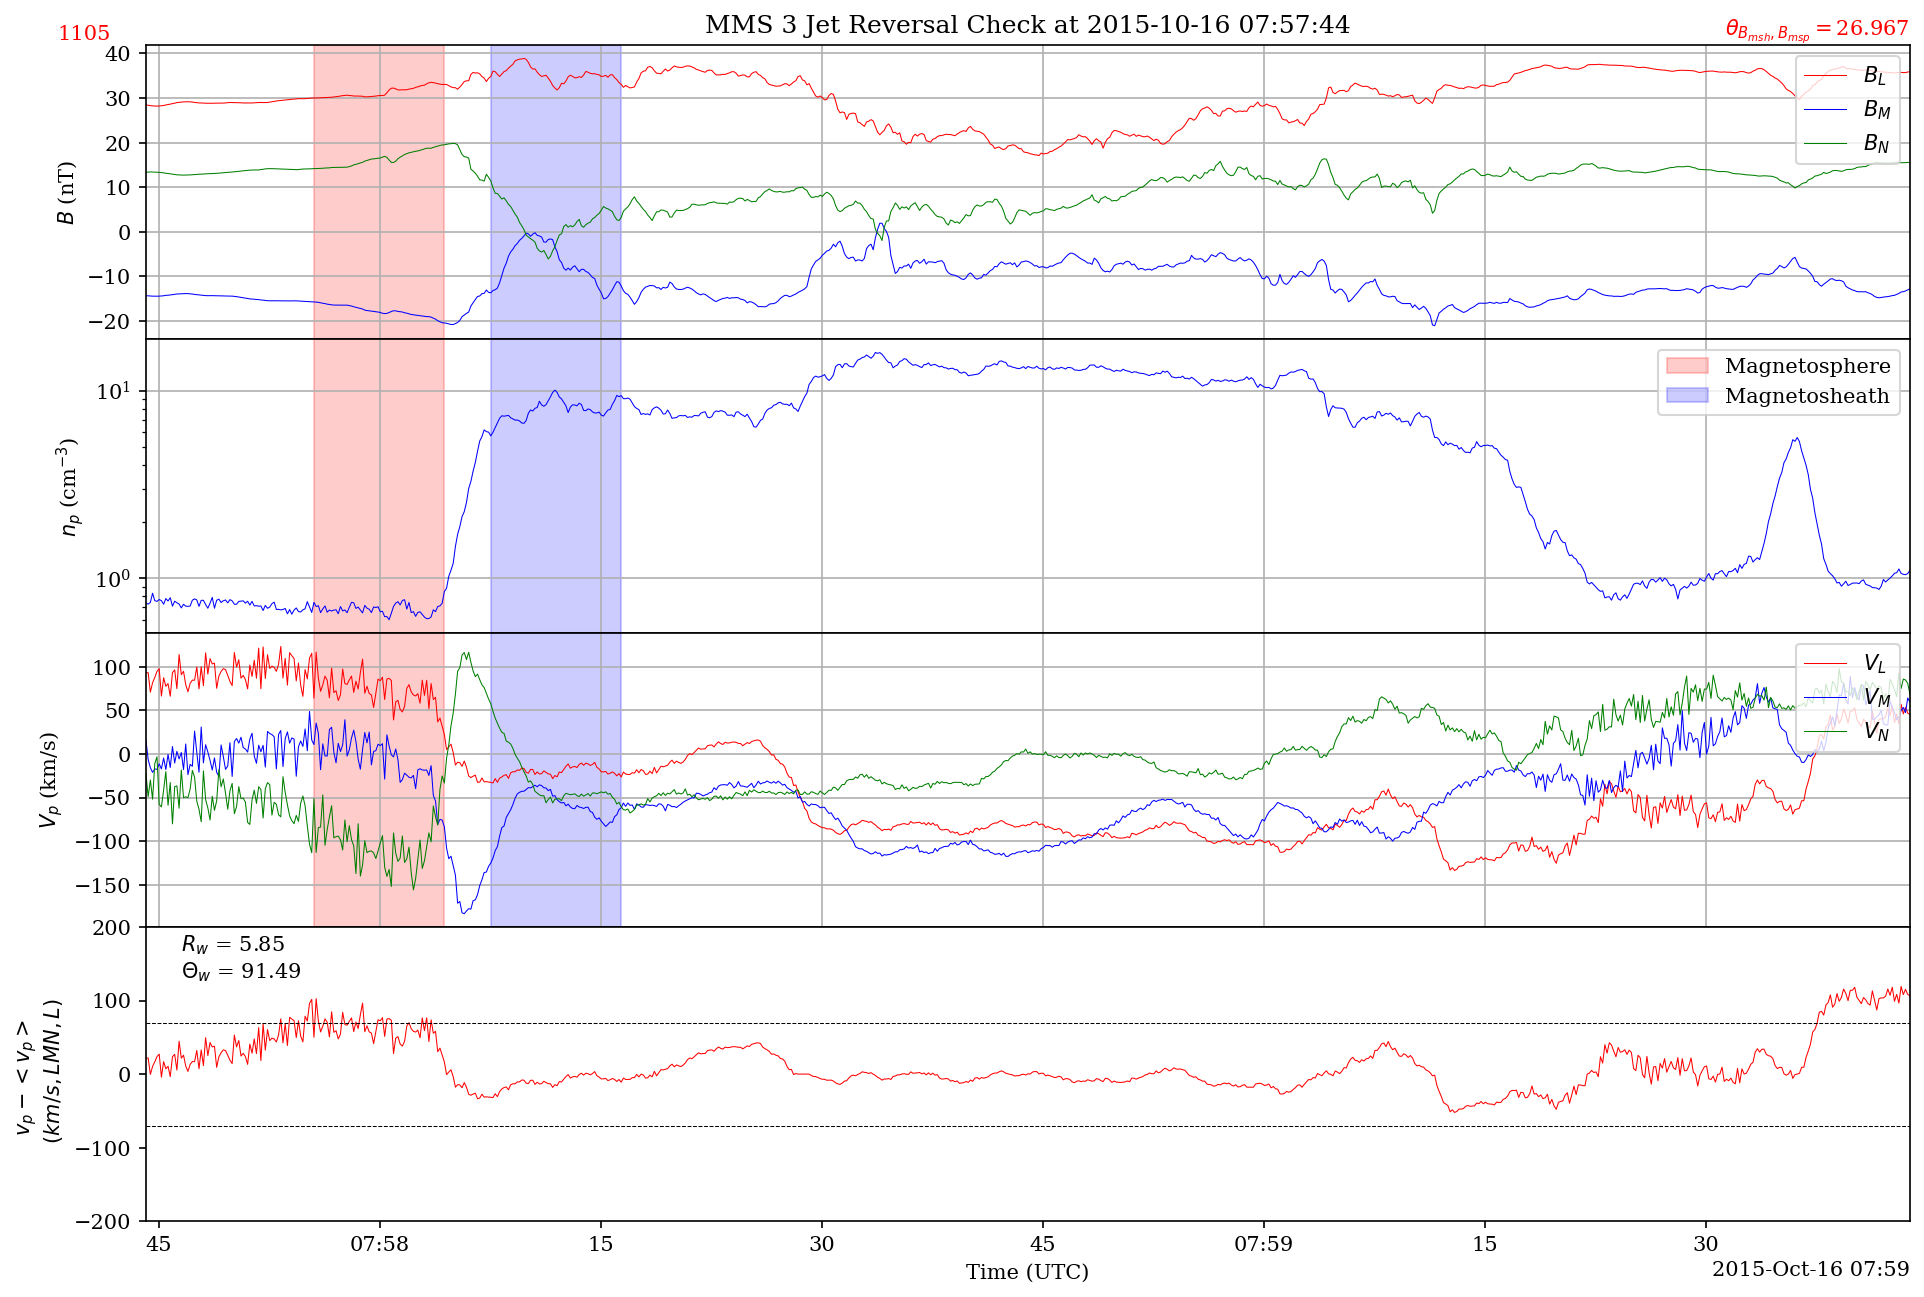 1105
MMS 3 Jet Reversal Check at 2015-10-16 07:57:44
θ_{B_{msh}, B_{msp}} = 26.967
40
30
20
10
0
−10
−20
B (nT)
B_L
B_M
B_N
10^1
10^0
n_p (cm^{−3})
Magnetosphere
Magnetosheath
100
50
0
−50
−100
−150
V_p (km/s)
V_L
V_M
V_N
200
100
0
−100
−200
v_p − < v_p >
(km/s, LMN, L)
R_w = 5.85
Θ_w = 91.49
45
07:58
15
30
45
07:59
15
30
Time (UTC)
2015-Oct-16 07:59